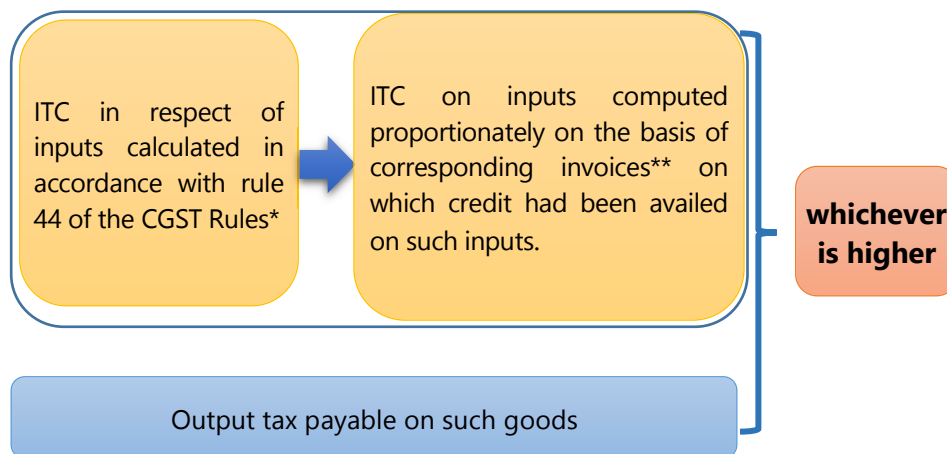 ITC in respect of
inputs calculated in
accordance with rule
44 of the CGST Rules*
ITC on inputs computed
proportionately on the basis of
corresponding invoices** on
which credit had been availed
on such inputs.
whichever
is higher
Output tax payable on such goods